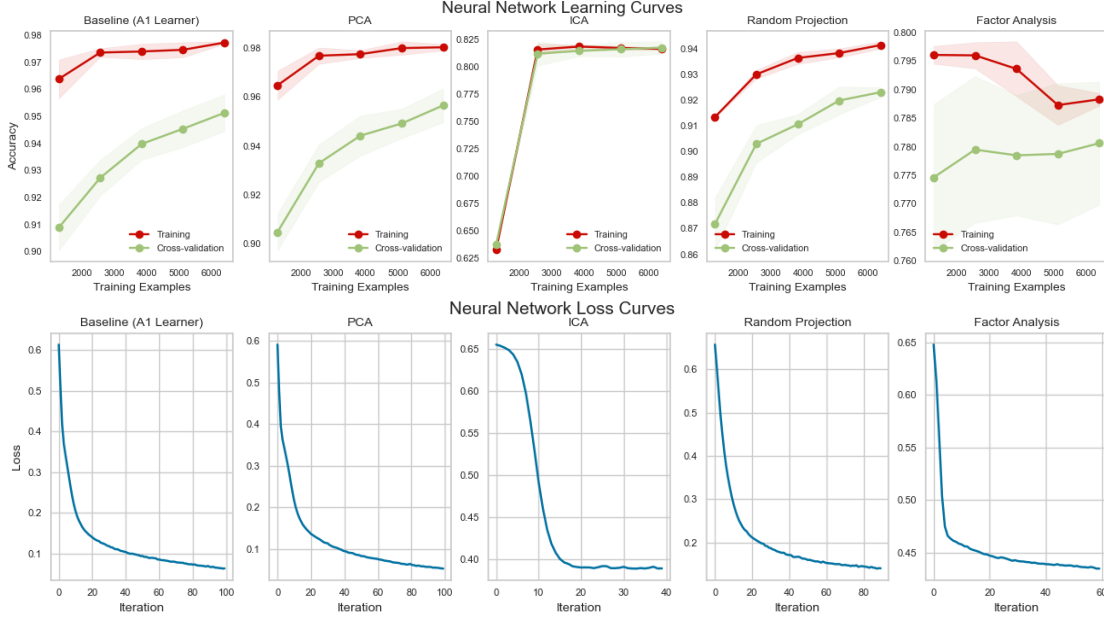 Neural Network Learning Curves
Baseline (A1 Learner)
PCA
ICA
Random Projection
Factor Analysis
Accuracy
0.98
0.97
0.96
0.95
0.94
0.93
0.92
0.91
0.90
Training
Cross-validation
2000 3000 4000 5000 6000
Training Examples
0.98
0.96
0.94
0.92
0.90
Training
Cross-validation
2000 3000 4000 5000 6000
Training Examples
0.825
0.800
0.775
0.750
0.725
0.700
0.675
0.650
0.625
Training
Cross-validation
2000 3000 4000 5000 6000
Training Examples
0.94
0.93
0.92
0.91
0.90
0.89
0.88
0.87
0.86
Training
Cross-validation
2000 3000 4000 5000 6000
Training Examples
0.800
0.795
0.790
0.785
0.780
0.775
0.770
0.765
0.760
Training
Cross-validation
2000 3000 4000 5000 6000
Training Examples
Neural Network Loss Curves
Baseline (A1 Learner)
PCA
ICA
Random Projection
Factor Analysis
Loss
0.6
0.5
0.4
0.3
0.2
0.1
0 20 40 60 80 100
Iteration
0.6
0.5
0.4
0.3
0.2
0.1
0 20 40 60 80 100
Iteration
0.65
0.60
0.55
0.50
0.45
0.40
0 10 20 30 40
Iteration
0.6
0.5
0.4
0.3
0.2
0 20 40 60 80
Iteration
0.65
0.60
0.55
0.50
0.45
0 20 40 60
Iteration